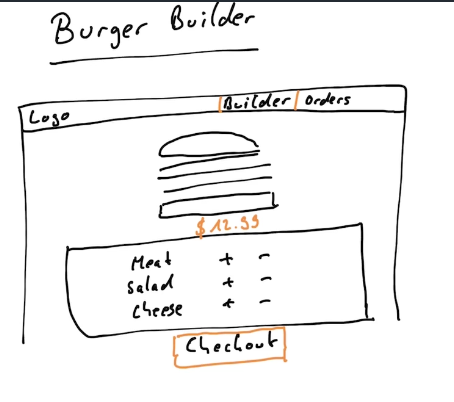 Burger Builder
Logo Builder Orders
$12.99
Meat + -
Salad + -
Cheese + -
Checkout